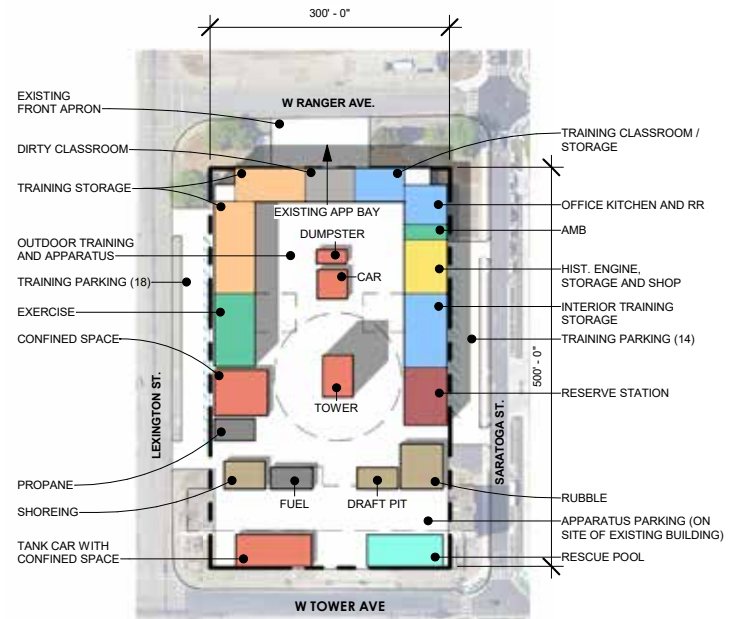 300' - 0"
W RANGER AVE.
EXISTING
FRONT APRON
DIRTY CLASSROOM
TRAINING STORAGE
OUTDOOR TRAINING
AND APPARATUS
TRAINING PARKING (18)
EXERCISE
CONFINED SPACE
LEXINGTON ST.
PROPANE
SHOREING
TANK CAR WITH
CONFINED SPACE
EXISTING APP BAY
DUMPSTER
CAR
TOWER
FUEL
DRAFT PIT
TRAINING CLASSROOM /
STORAGE
OFFICE KITCHEN AND RR
AMB
HIST. ENGINE,
STORAGE AND SHOP
INTERIOR TRAINING
STORAGE
TRAINING PARKING (14)
500' - 0"
RESERVE STATION
SARATOGA ST.
RUBBLE
APPARATUS PARKING (ON
SITE OF EXISTING BUILDING)
RESCUE POOL
W TOWER AVE